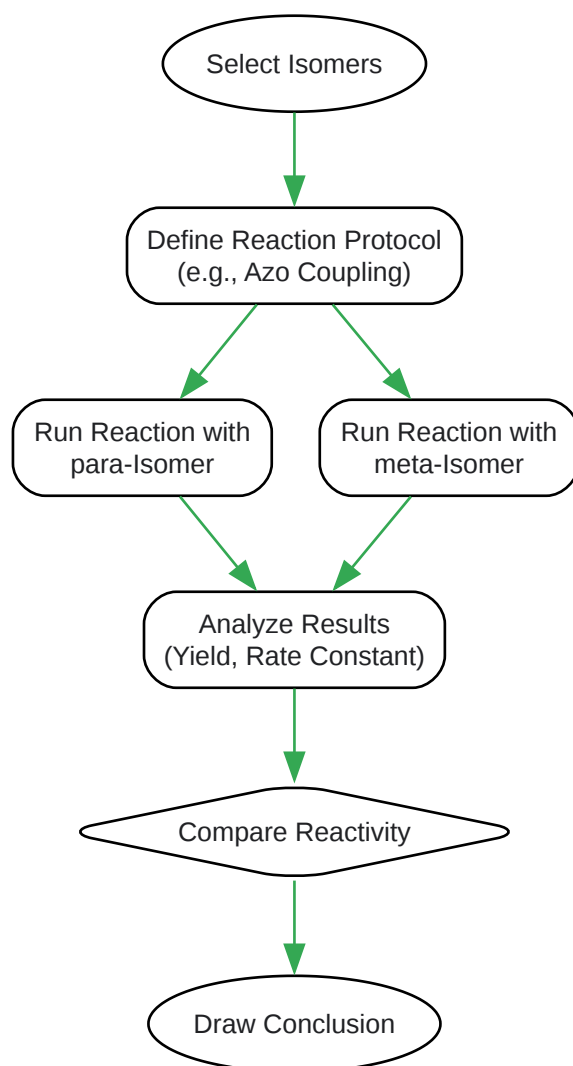 Select Isomers
Define Reaction Protocol
(e.g., Azo Coupling)
Run Reaction with
para-Isomer
Run Reaction with
meta-Isomer
Analyze Results
(Yield, Rate Constant)
Compare Reactivity
Draw Conclusion